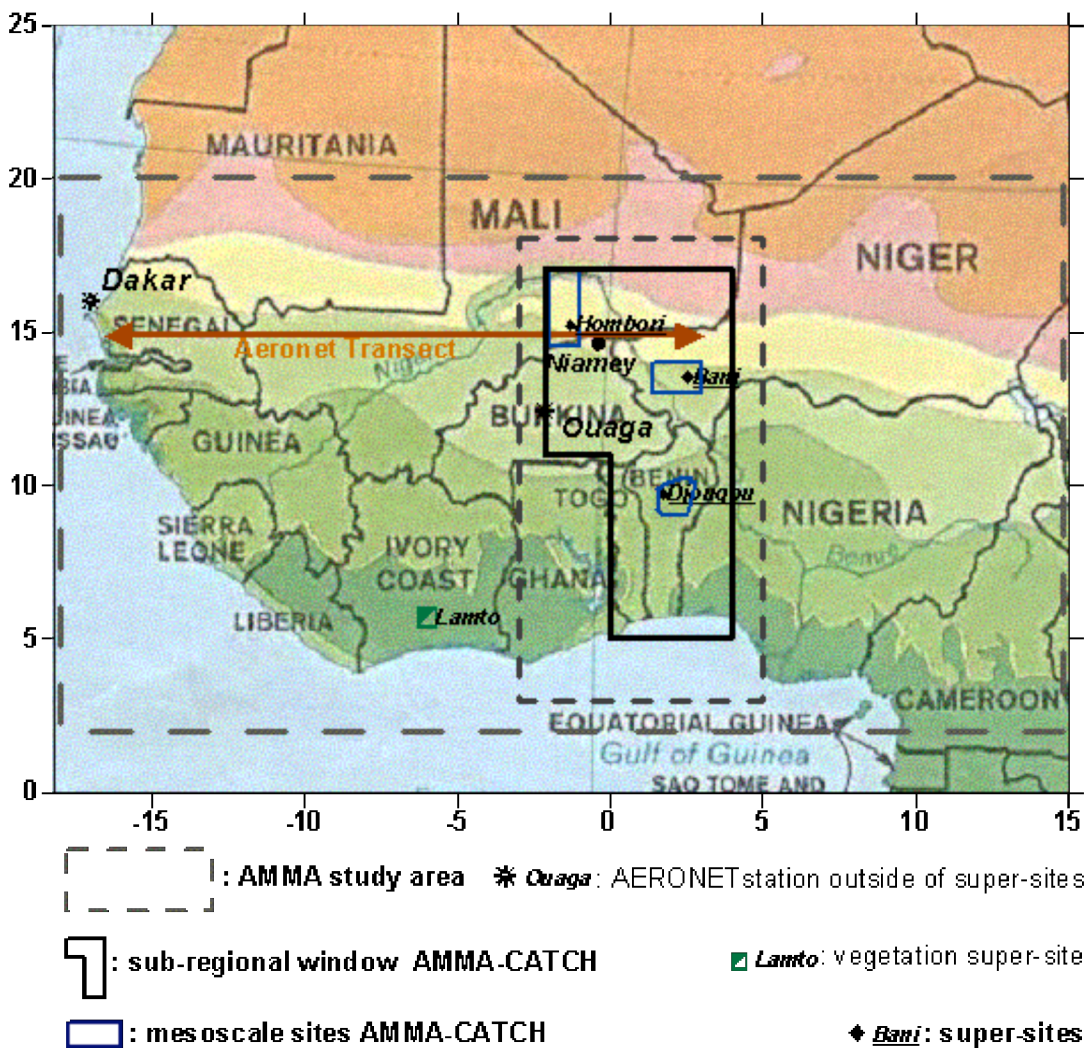 25
MAURITANIA
20
MALI
NIGER
Dakar
Hombori
15
SENEGAL
Aeronet Transect
Niamey
Bani
BURKINA
Ouaga
GUINEA
BENIN
10
TOGO
Djougou
NIGERIA
SIERRA
LEONE
IVORY
COAST
GHANA
Benue
LIBERIA
Lamto
5
CAMEROON
EQUATORIAL GUINEA
Gulf of Guinea
SAO TOME AND
0
-15 -10 -5 0 5 10 15
: AMMA study area
Ouaga : AERONET station outside of super-sites
: sub-regional window AMMA-CATCH
Lamto : vegetation super-site
: mesoscale sites AMMA-CATCH
Bani : super-sites